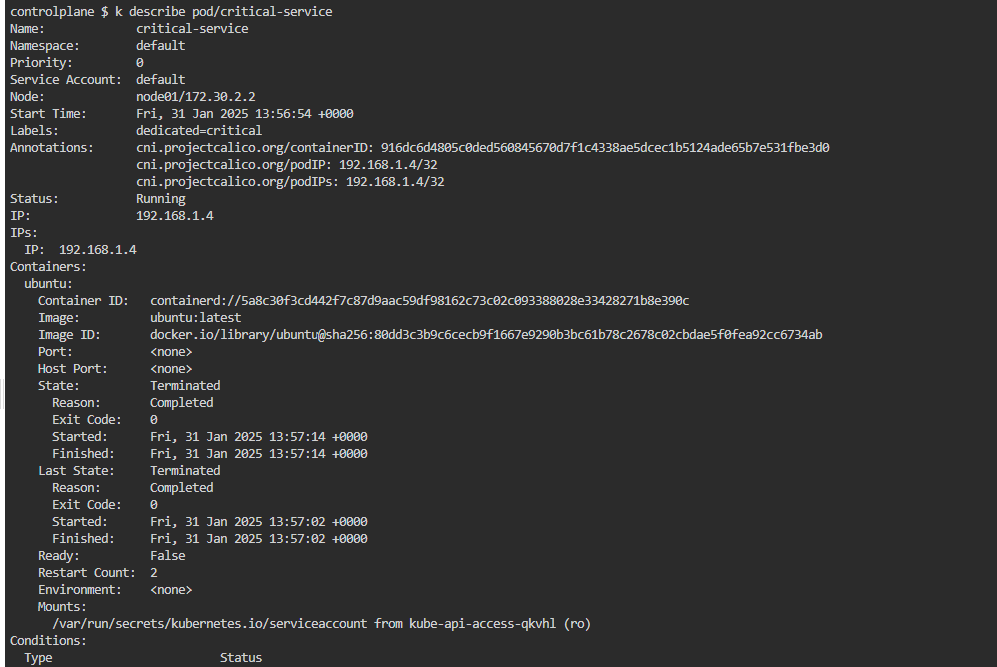 controlplane $ k describe pod/critical-service
Name:             critical-service
Namespace:        default
Priority:         0
Service Account:  default
Node:             node01/172.30.2.2
Start Time:       Fri, 31 Jan 2025 13:56:54 +0000
Labels:           dedicated=critical
Annotations:      cni.projectcalico.org/containerID: 916dc6d4805c0ded560845670d7f1c4338ae5dcec1b5124ade65b7e531fbe3d0
                  cni.projectcalico.org/podIP: 192.168.1.4/32
                  cni.projectcalico.org/podIPs: 192.168.1.4/32
Status:           Running
IP:               192.168.1.4
IPs:
  IP:  192.168.1.4
Containers:
  ubuntu:
    Container ID:   containerd://5a8c30f3cd442f7c87d9aac59df98162c73c02c093388028e33428271b8e390c
    Image:          ubuntu:latest
    Image ID:       docker.io/library/ubuntu@sha256:80dd3c3b9c6cecb9f1667e9290b3bc61b78c2678c02cbdae5f0fea92cc6734ab
    Port:           <none>
    Host Port:      <none>
    State:          Terminated
      Reason:       Completed
      Exit Code:    0
      Started:      Fri, 31 Jan 2025 13:57:14 +0000
      Finished:     Fri, 31 Jan 2025 13:57:14 +0000
    Last State:     Terminated
      Reason:       Completed
      Exit Code:    0
      Started:      Fri, 31 Jan 2025 13:57:02 +0000
      Finished:     Fri, 31 Jan 2025 13:57:02 +0000
    Ready:          False
    Restart Count:  2
    Environment:    <none>
    Mounts:
      /var/run/secrets/kubernetes.io/serviceaccount from kube-api-access-qkvhl (ro)
Conditions:
  Type                        Status